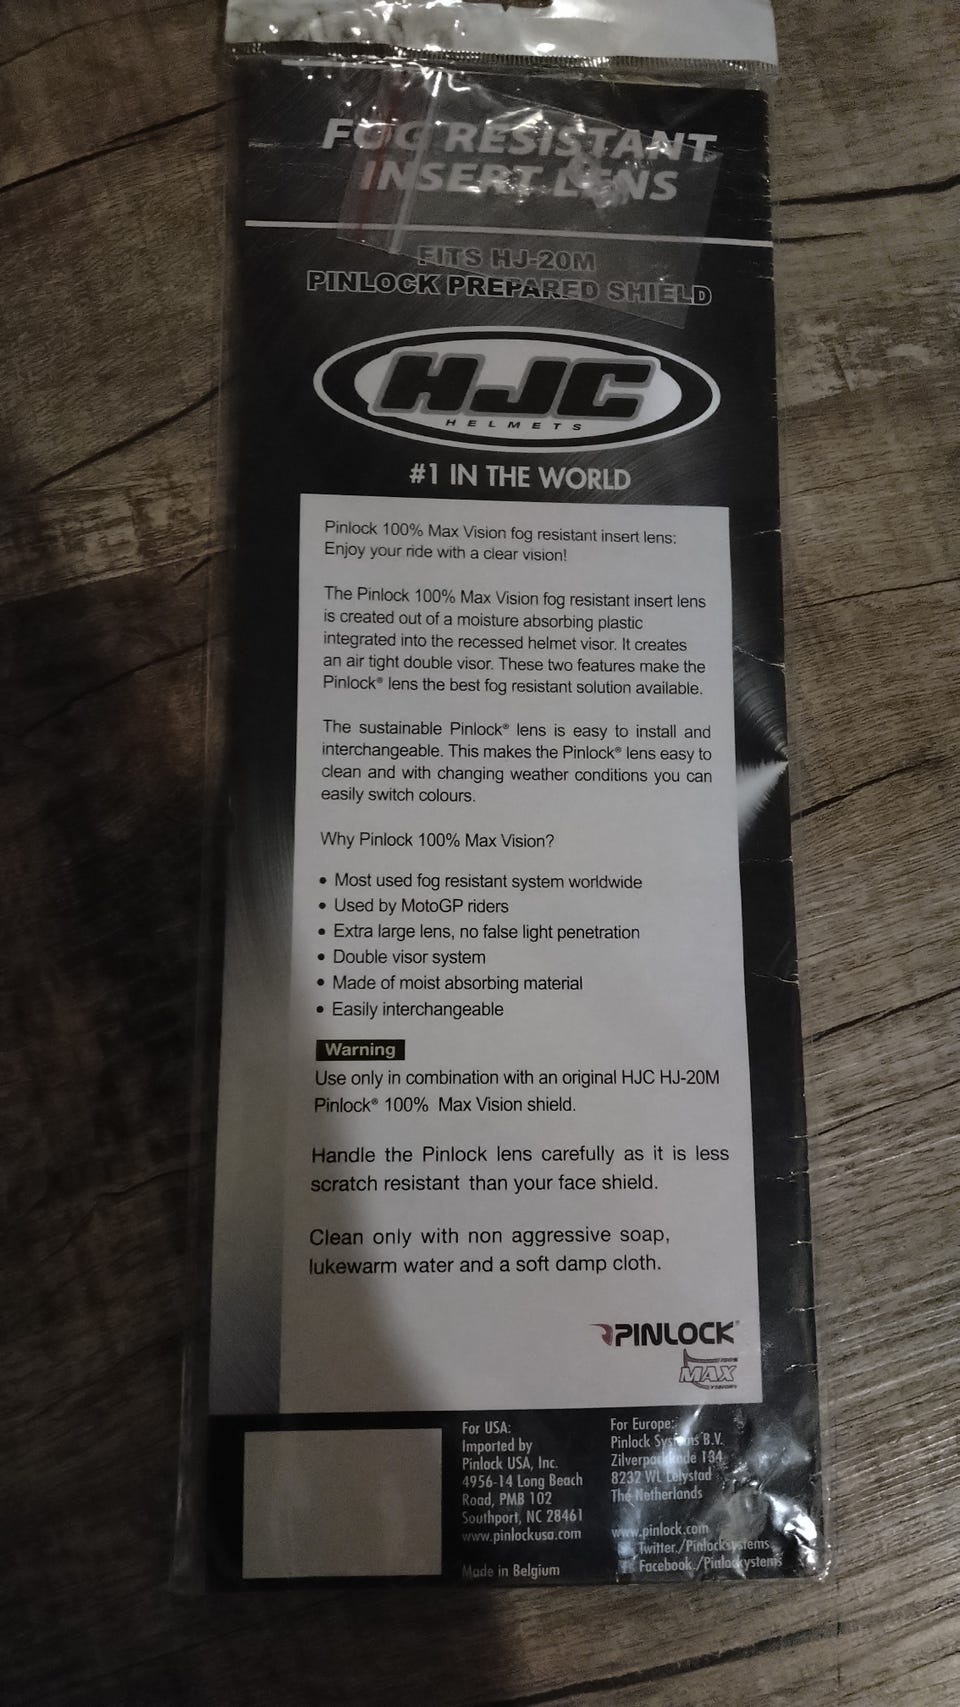 FOG RESISTANT
INSERT LENS
FITS HJ-20M
PINLOCK PREPARED SHIELD
HJC
HELMETS
#1 IN THE WORLD
Pinlock 100% Max Vision fog resistant insert lens:
Enjoy your ride with a clear vision!
The Pinlock 100% Max Vision fog resistant insert lens
is created out of a moisture absorbing plastic
integrated into the recessed helmet visor. It creates
an air tight double visor. These two features make the
Pinlock® lens the best fog resistant solution available.
The sustainable Pinlock® lens is easy to install and
interchangeable. This makes the Pinlock® lens easy to
clean and with changing weather conditions you can
easily switch colours.
Why Pinlock 100% Max Vision?
• Most used fog resistant system worldwide
• Used by MotoGP riders
• Extra large lens, no false light penetration
• Double visor system
• Made of moist absorbing material
• Easily interchangeable
Warning
Use only in combination with an original HJC HJ-20M
Pinlock® 100% Max Vision shield.
Handle the Pinlock lens carefully as it is less
scratch resistant than your face shield.
Clean only with non aggressive soap,
lukewarm water and a soft damp cloth.
PINLOCK®
100%
MAX
VISION
For USA:
Imported by
Pinlock USA, Inc.
4956-14 Long Beach
Road, PMB 102
Southport, NC 28461
www.pinlockusa.com
Made in Belgium
For Europe:
Pinlock Systems B.V.
Zilverparkkade 134
8232 WL Lelystad
The Netherlands
www.pinlock.com
Twitter./Pinlocksystems
Facebook./Pinlocksystems